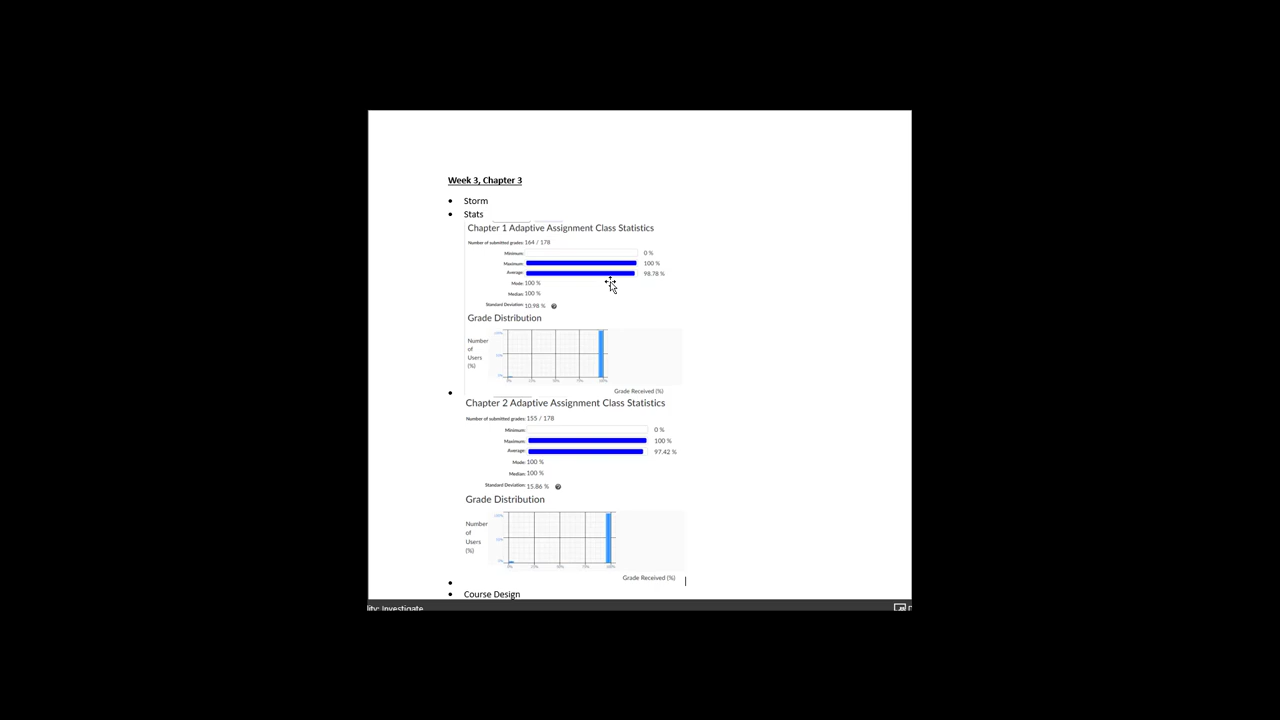 Week 3, Chapter 3
• Storm
• Stats
Chapter 1 Adaptive Assignment Class Statistics
Number of submitted grades: 164 / 178
Minimum: 0 %
Maximum: 100 %
Average: 98.78 %
Mode: 100 %
Median: 100 %
Standard Deviation: 10.98 %
Grade Distribution
Number
of
Users
(%)
Grade Received (%)
•
Chapter 2 Adaptive Assignment Class Statistics
Number of submitted grades: 155 / 178
Minimum: 0 %
Maximum: 100 %
Average: 97.42 %
Mode: 100 %
Median: 100 %
Standard Deviation: 15.86 %
Grade Distribution
Number
of
Users
(%)
Grade Received (%)
•
• Course Design
lity: Investigate